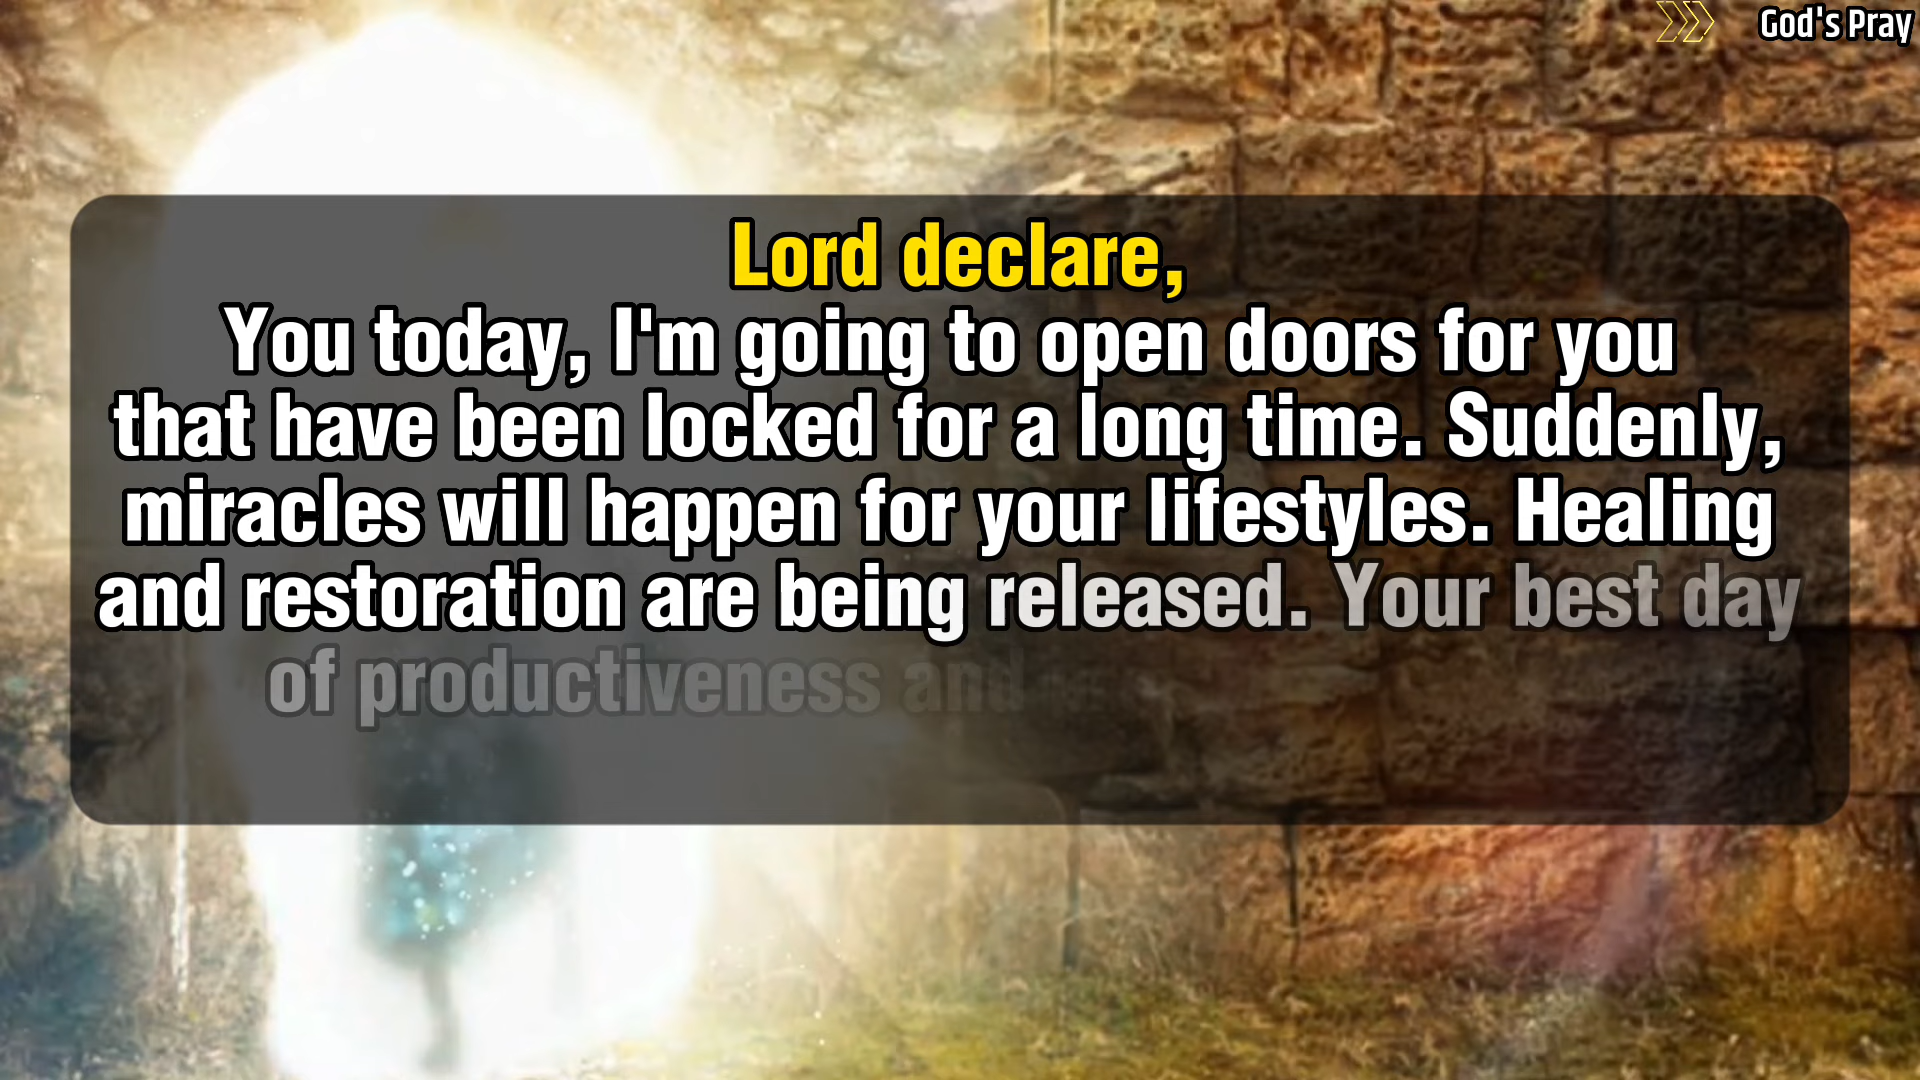 God's Pray
Lord declare,
You today, I'm going to open doors for you
that have been locked for a long time. Suddenly,
miracles will happen for your lifestyles. Healing
and restoration are being released. Your best day
of productiveness and